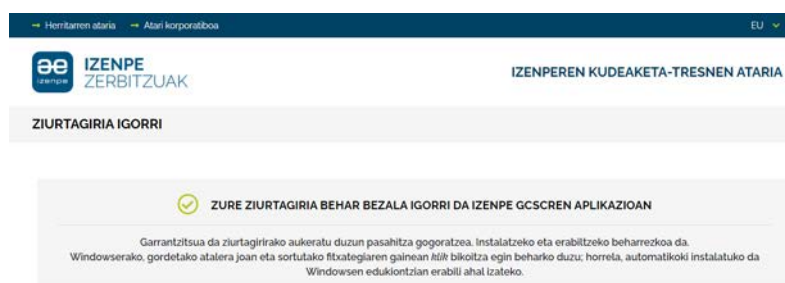 → Herritarren ataria → Atari korporatiboa EU
izenpe
IZENPE
ZERBITZUAK
IZENPEREN KUDEAKETA-TRESNEN ATARIA
ZIURTAGIRIA IGORRI
ZURE ZIURTAGIRIA BEHAR BEZALA IGORRI DA IZENPE GCSCREN APLIKAZIOAN
Garrantzitsua da ziurtagirirako aukeratu duzun pasahitza gogoratzea. Instalatzeko eta erabiltzeko beharrezkoa da.
Windowserako, gordetako atalera joan eta sortutako fitxategiaren gainean klik bikoitza egin beharko duzu; horrela, automatikoki instalatuko da
Windowsen edukiontzian erabili ahal izateko.